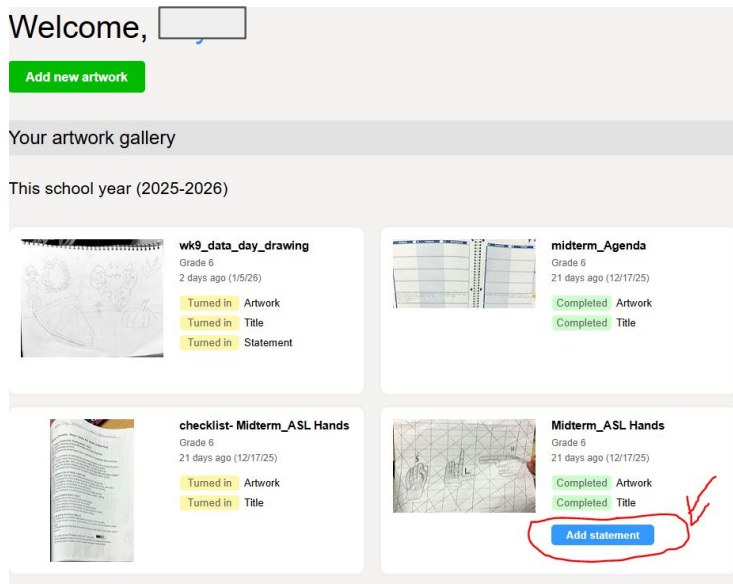 Welcome,
Add new artwork
Your artwork gallery
This school year (2025-2026)
wk9_data_day_drawing
Grade 6
2 days ago (1/5/26)
Turned in Artwork
Turned in Title
Turned in Statement
midterm_Agenda
Grade 6
21 days ago (12/17/25)
Completed Artwork
Completed Title
checklist- Midterm_ASL Hands
Grade 6
21 days ago (12/17/25)
Turned in Artwork
Turned in Title
Midterm_ASL Hands
Grade 6
21 days ago (12/17/25)
Completed Artwork
Completed Title
Add statement
S
L